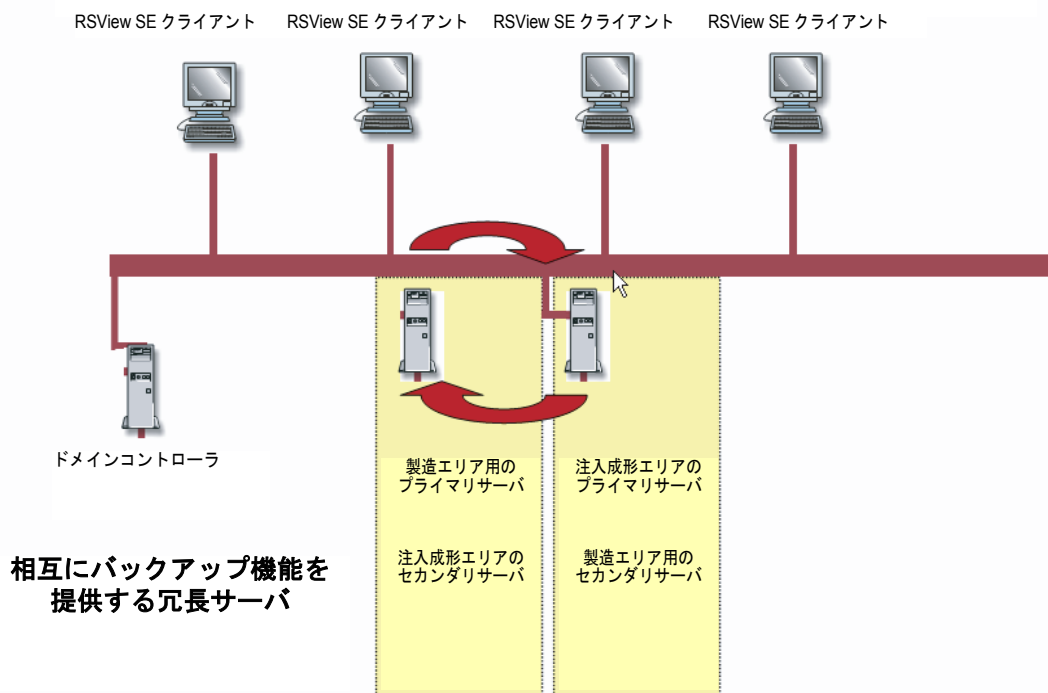 RSView SE クライアント
RSView SE クライアント
RSView SE クライアント
RSView SE クライアント
ドメインコントローラ
製造エリア用の
プライマリサーバ
注入成形エリアの
プライマリサーバ
注入成形エリアの
セカンダリサーバ
製造エリア用の
セカンダリサーバ
相互にバックアップ機能を
提供する冗長サーバ